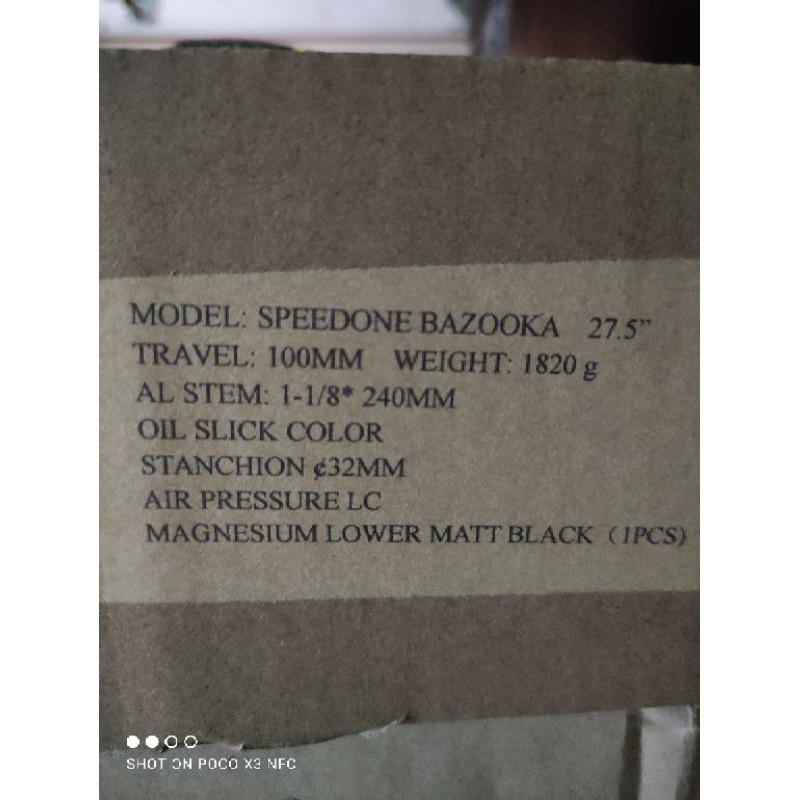 MODEL: SPEEDONE BAZOOKA 27.5”
TRAVEL: 100MM WEIGHT: 1820 g
AL STEM: 1-1/8* 240MM
OIL SLICK COLOR
STANCHION ¢32MM
AIR PRESSURE LC
MAGNESIUM LOWER MATT BLACK（1PCS）
SHOT ON POCO X3 NFC